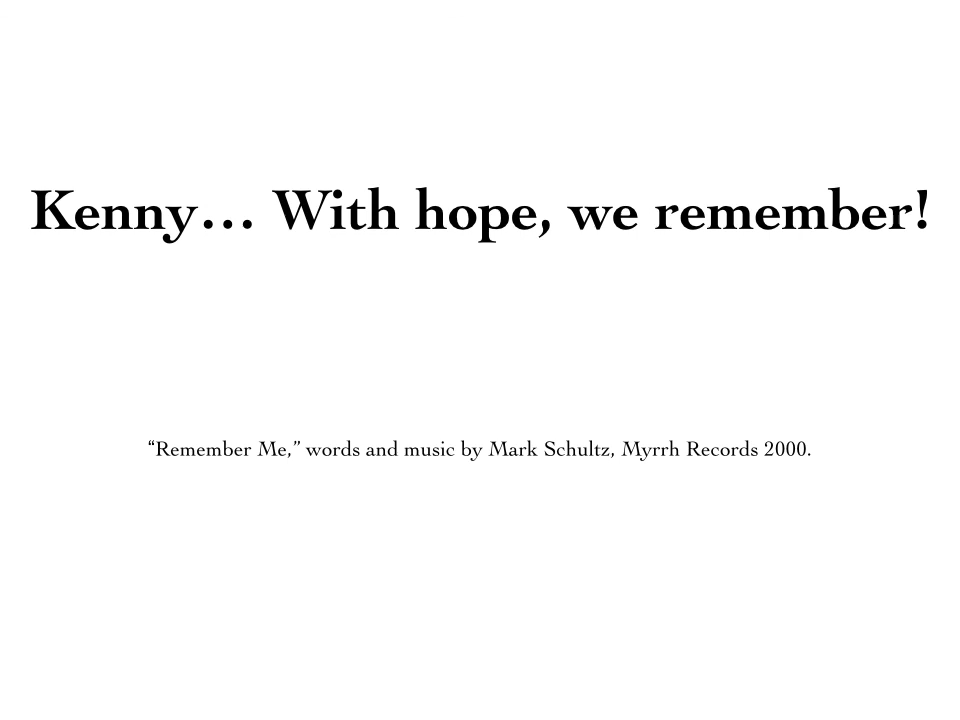 Kenny… With hope, we remember!
“Remember Me,” words and music by Mark Schultz, Myrrh Records 2000.